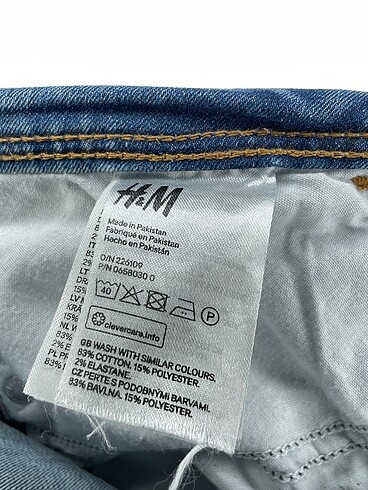 H&M
Made in Pakistan
Fabriqué en Pakistan
Hecho en Pakistán
O/N 226109
P/N 0658030 0
40
P
clevercare.info
GB WASH WITH SIMILAR COLOURS.
83% COTTON. 15% POLYESTER.
2% ELASTANE.
CZ PERTE S PODOBNÝMI BARVAMI.
83% BAVLNA. 15% POLYESTER.